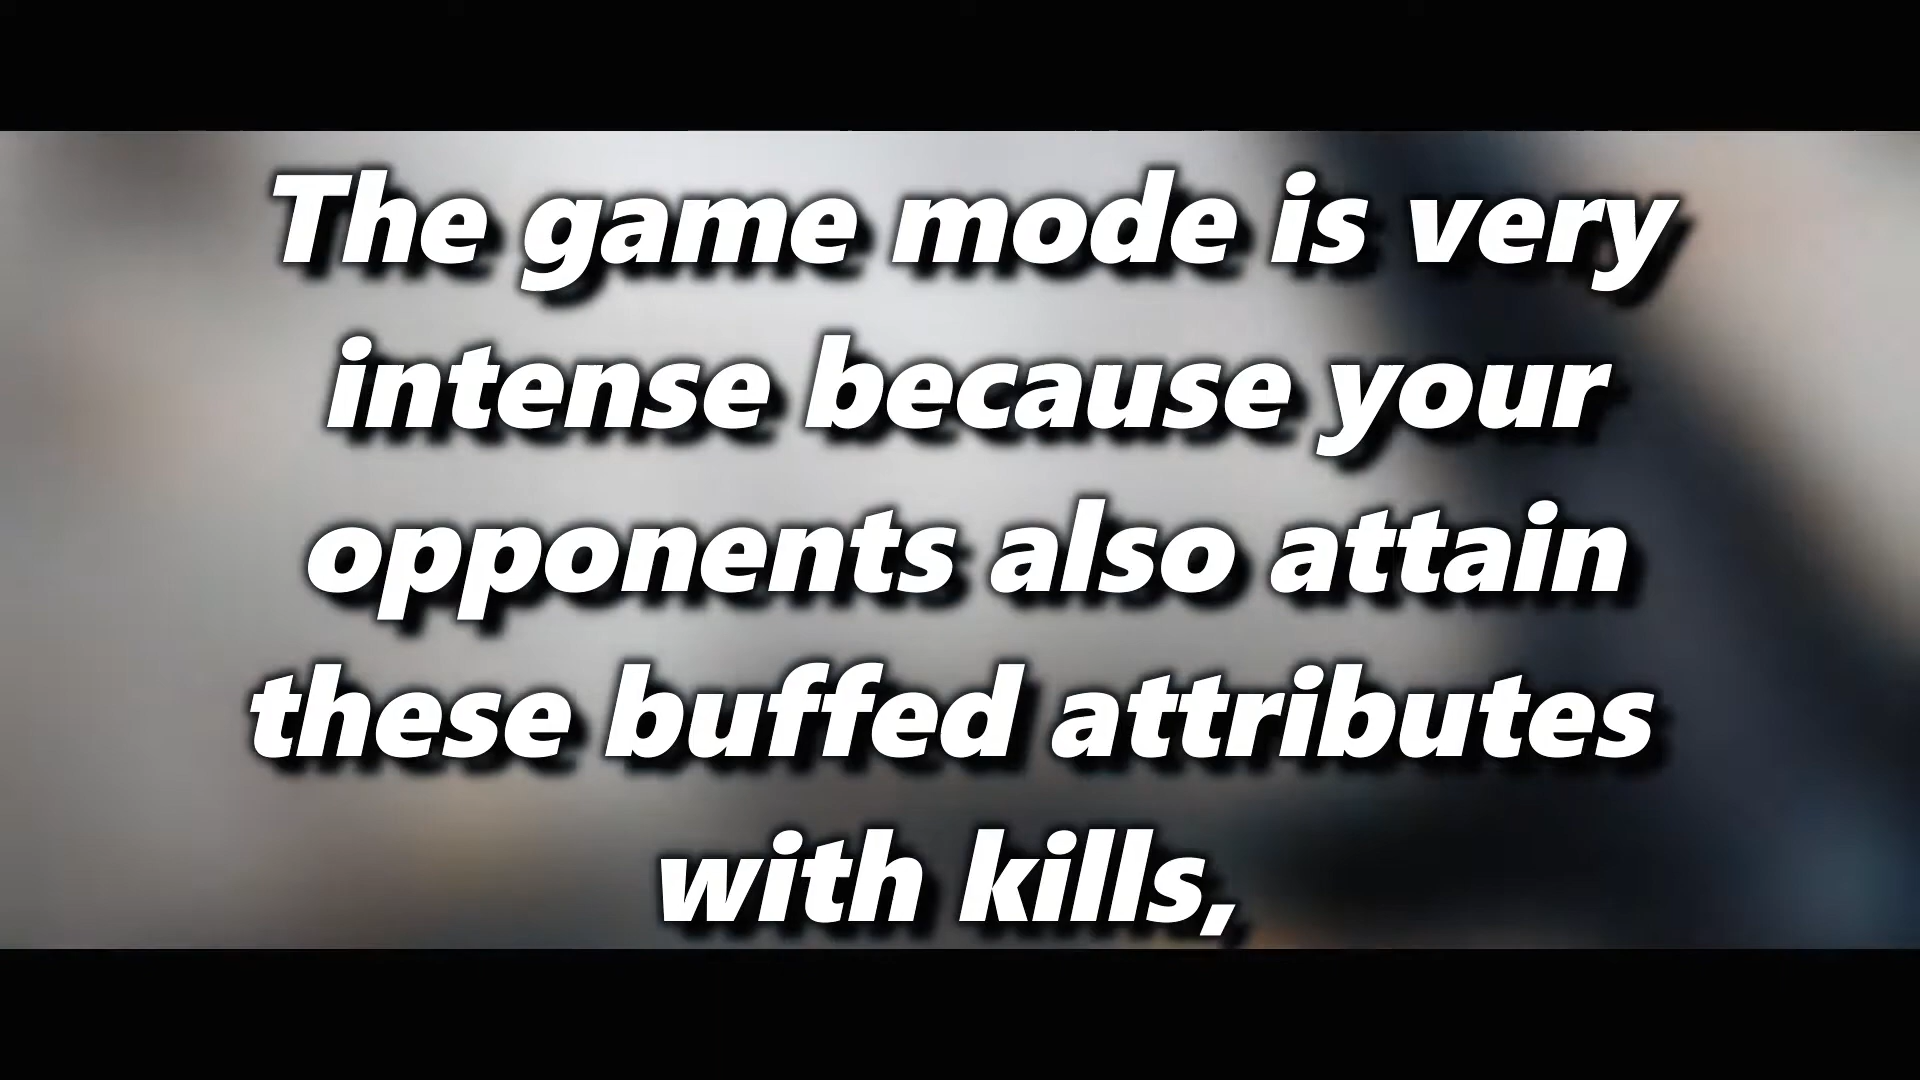 The game mode is very
intense because your
opponents also attain
these buffed attributes
with kills,